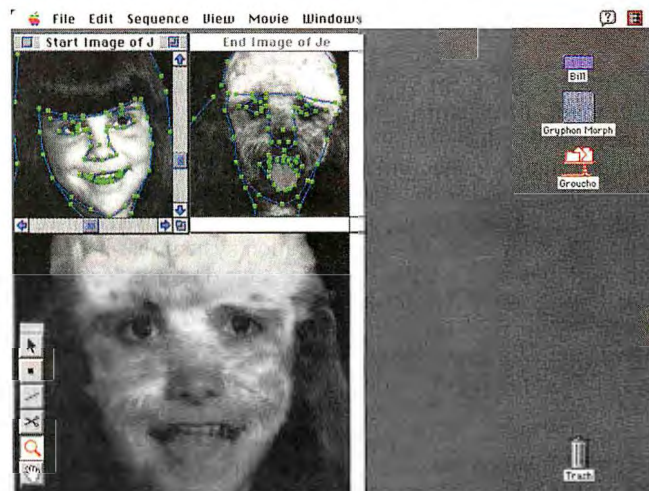 File Edit Sequence View Movie Windows
Start Image of J
End Image of Je
Bill
Gryphon Morph
Groucho
Trash